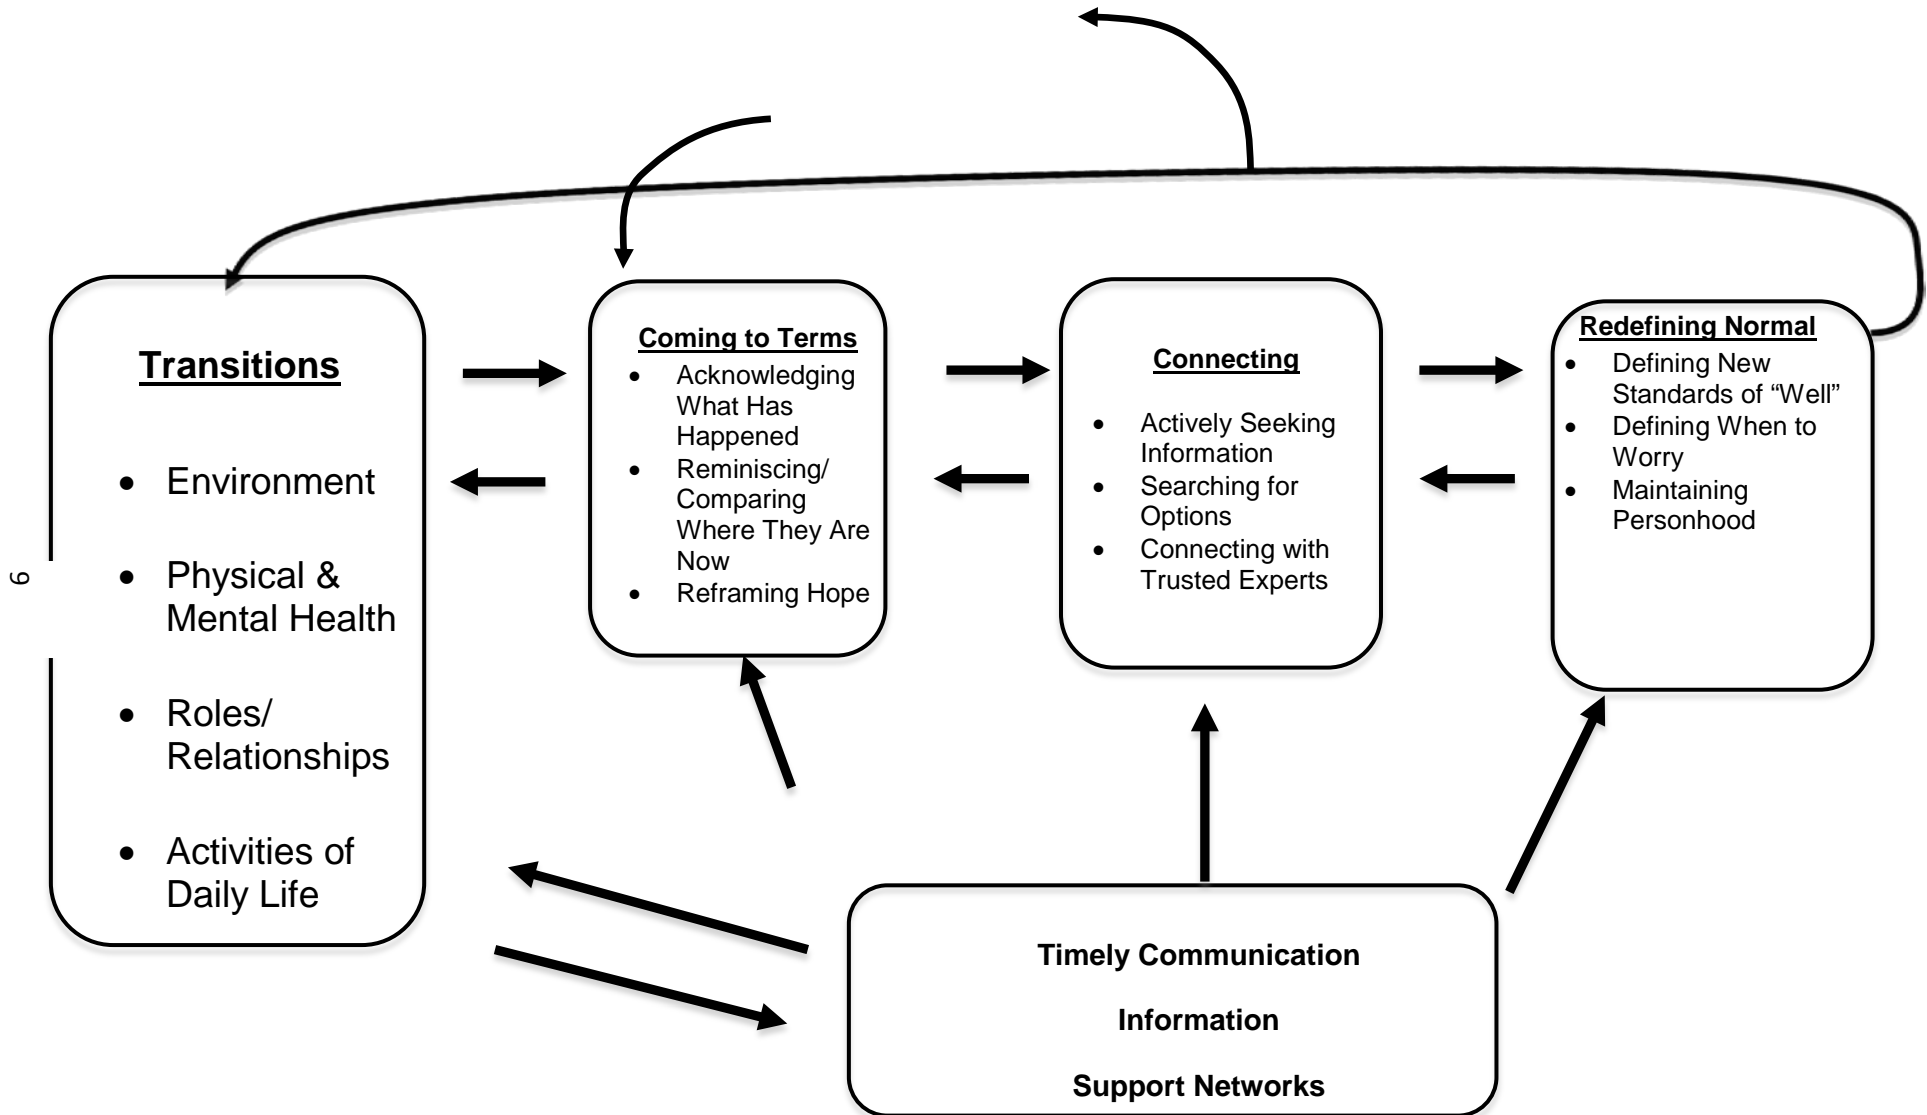 Transitions
• Environment
• Physical &
Mental Health
• Roles/
Relationships
• Activities of
Daily Life
Coming to Terms
• Acknowledging
What Has
Happened
• Reminiscing/
Comparing
Where They Are
Now
• Reframing Hope
Connecting
• Actively Seeking
Information
• Searching for
Options
• Connecting with
Trusted Experts
Redefining Normal
• Defining New
Standards of “Well”
• Defining When to
Worry
• Maintaining
Personhood
Timely Communication
Information
Support Networks